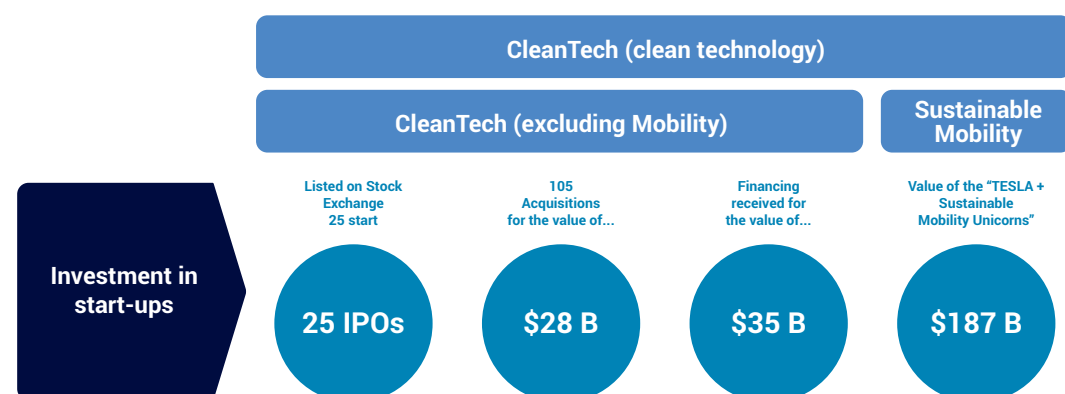 CleanTech (clean technology)
CleanTech (excluding Mobility)
Sustainable
Mobility
Listed on Stock
Exchange
25 start
105
Acquisitions
for the value of...
Financing
received for
the value of...
Value of the “TESLA +
Sustainable
Mobility Unicorns”
Investment in
start-ups
25 IPOs
$28 B
$35 B
$187 B